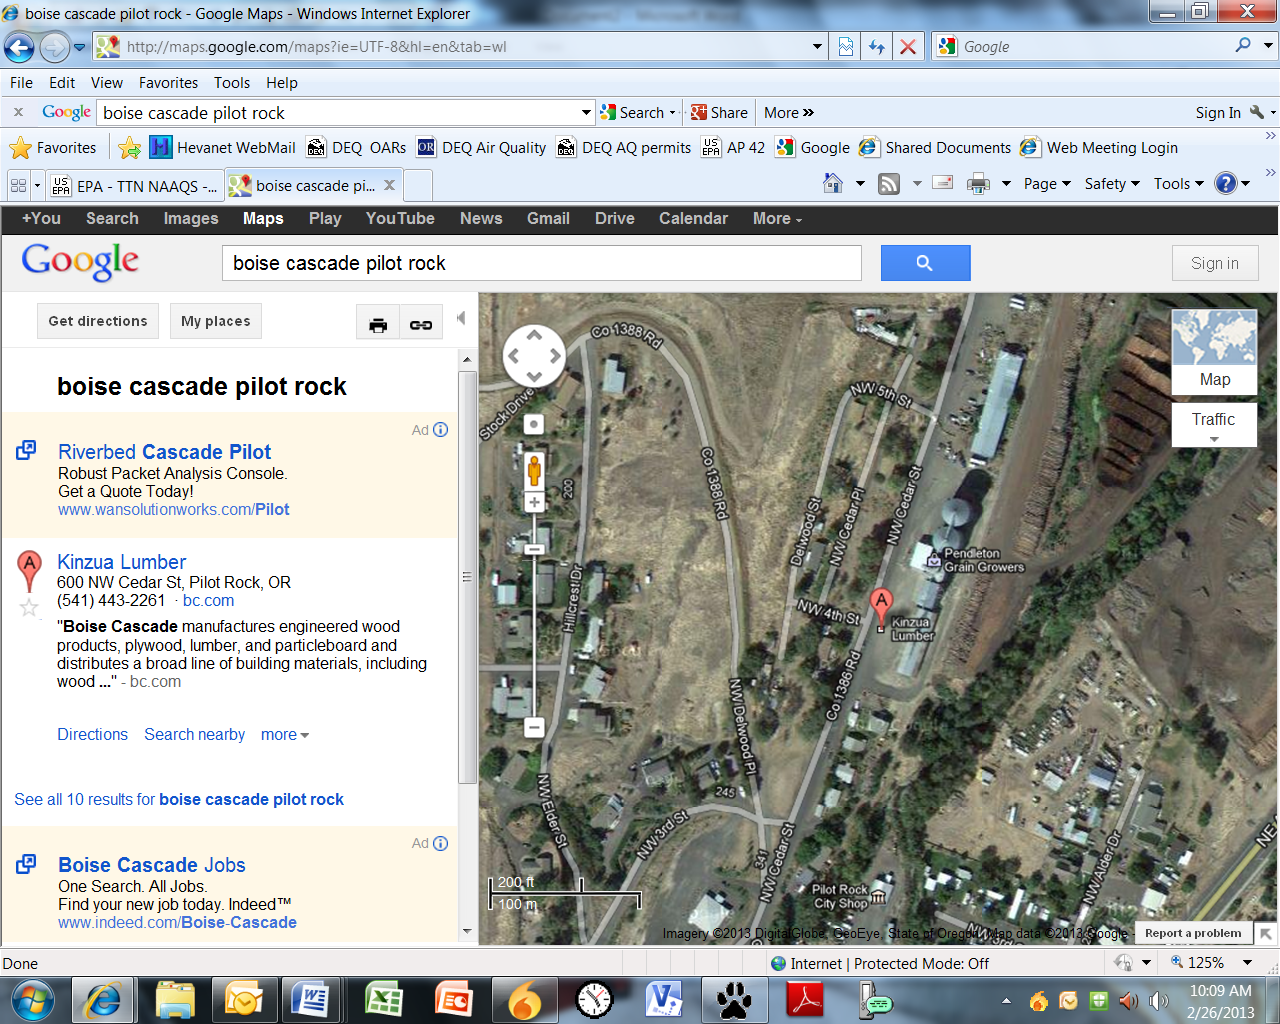 boise cascade pilot rock - Google Maps - Windows Internet Explorer
http://maps.google.com/maps?ie=UTF-8&hl=en&tab=wl
Google
File Edit View Favorites Tools Help
x Google boise cascade pilot rock Search Share More » Sign In
Favorites Hevanet WebMail DEQ OARs DEQ Air Quality DEQ AQ permits AP 42 Google Shared Documents Web Meeting Login
EPA - TTN NAAQS -... boise cascade pi... x Page Safety Tools
+You Search Images Maps Play YouTube News Gmail Drive Calendar More
Google boise cascade pilot rock Sign in
Get directions My places
boise cascade pilot rock
Ad
Riverbed Cascade Pilot
Robust Packet Analysis Console.
Get a Quote Today!
www.wansolutionworks.com/Pilot
A
Kinzua Lumber
600 NW Cedar St, Pilot Rock, OR
(541) 443-2261 · bc.com
"Boise Cascade manufactures engineered wood
products, plywood, lumber, and particleboard and
distributes a broad line of building materials, including
wood ..." - bc.com
Directions Search nearby more
See all 10 results for boise cascade pilot rock
Ad
Boise Cascade Jobs
One Search. All Jobs.
Find your new job today. Indeed™
www.indeed.com/Boise-Cascade
Map
Traffic
Co 1388 Rd
Stock Drive
NW 5th St
Co 1388 Rd
200
Delwood St
NW Cedar Pl
NW Cedar St
Pendleton
Grain Growers
Hillcrest Dr
NW 4th St
A
Kinzua
Lumber
Co 1386 Rd
NW Delwood Pl
NW Elder St
245
NW 3rd St
341
NW Cedar St
NW Alder Dr
NE
Pilot Rock
City Shop
200 ft
100 m
Imagery ©2013 DigitalGlobe, GeoEye, State of Oregon, Map data ©2013 Google -
Report a problem
Done
Internet | Protected Mode: Off
125%
10:09 AM
2/26/2013